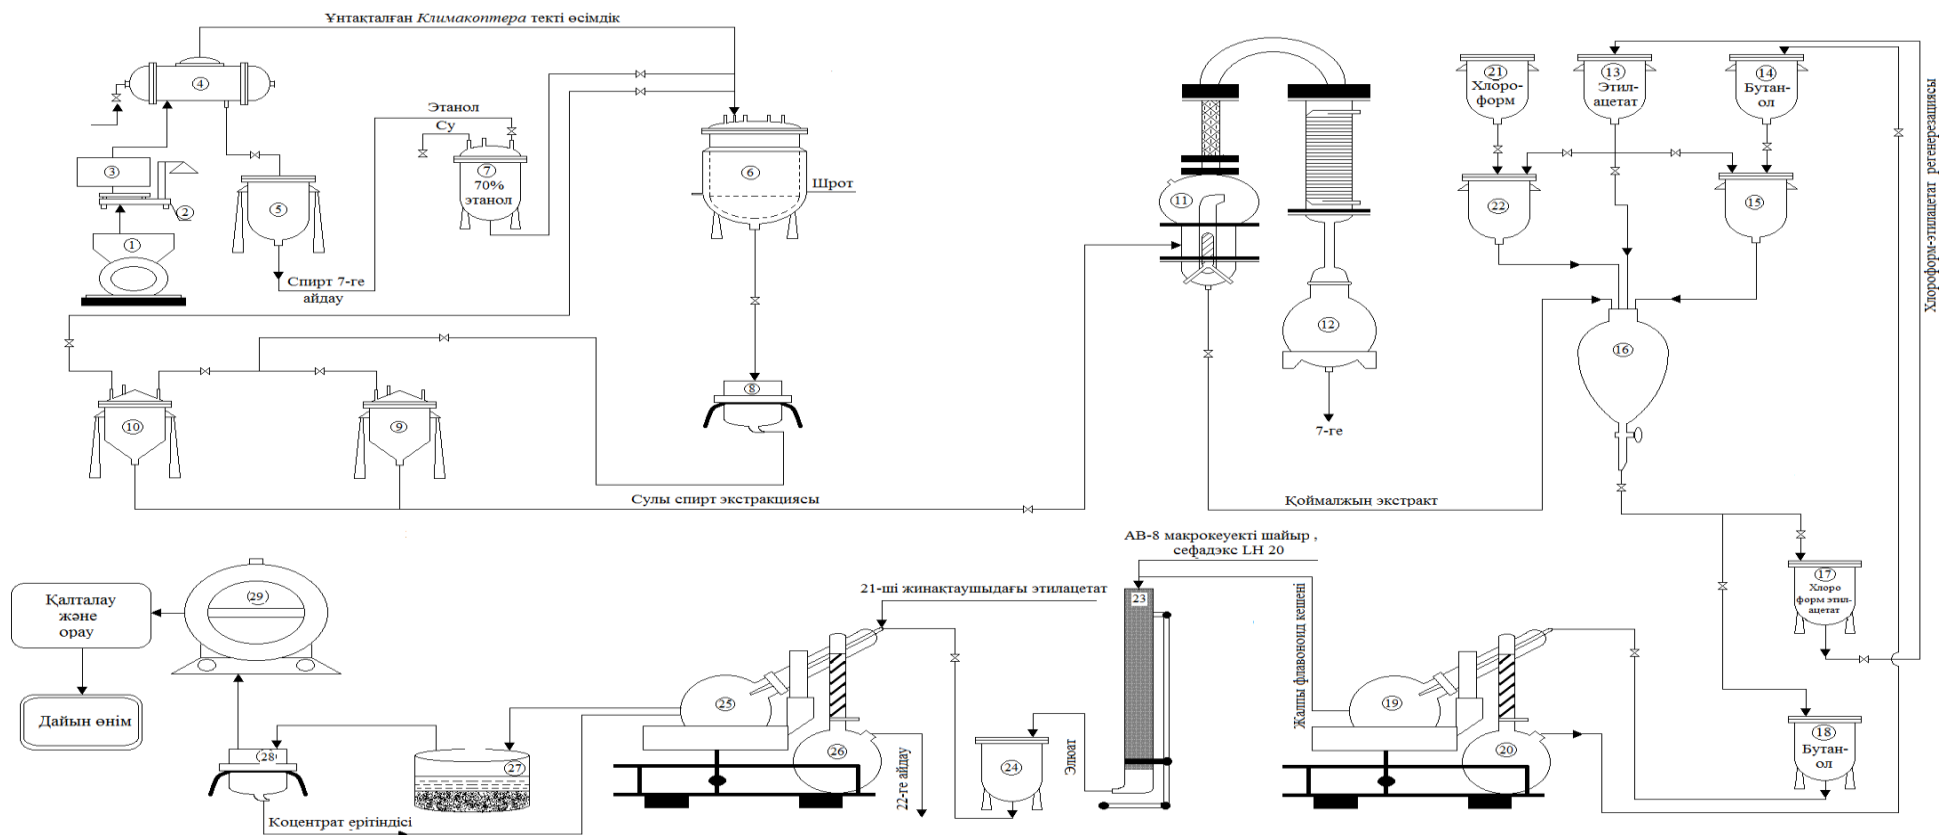 Ұнтақталған Климакоптера текті өсімдік
4
3
2
1
5
Спирт 7-ге
айдау
Этанол
Су
7
70%
этанол
6
Шрот
8
10
9
Сулы спирт экстракциясы
11
12
7-ге
Қоймалжың экстракт
21
Хлоро-
форм
13
Этил-
ацетат
14
Бутан-
ол
22
15
16
Хлороформ-этилацетат регенерезациясы
17
Хлоро
форм этил-
ацетат
18
Бутан-
ол
19
20
Жалпы флавоноид кешені
АВ-8 макрокеуекті шайыр ,
сефадэкс LH 20
23
Элюат
24
21-ші жинақтаушыдағы этилацетат
25
26
22-ге айдау
27
28
Коцентрат ерітіндісі
29
Қалталау
және
орау
Дайын өнім